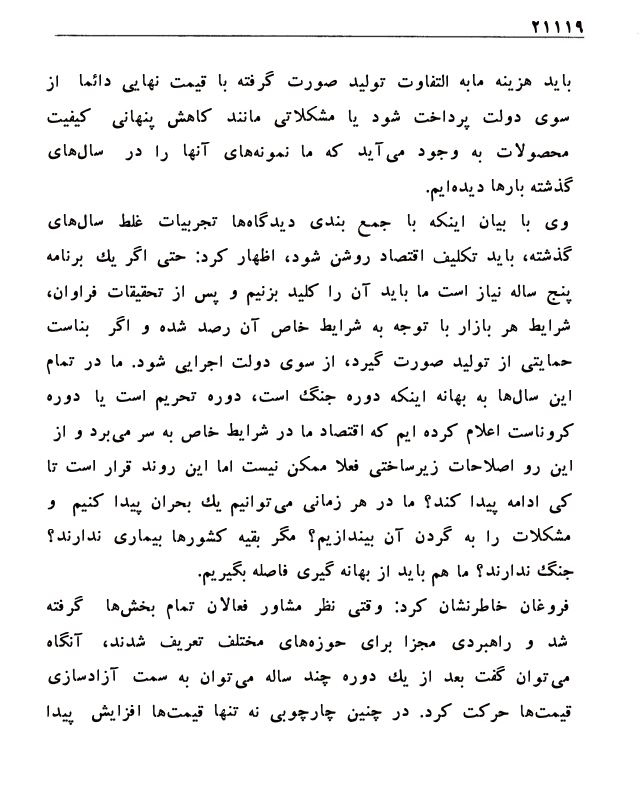 ۲۱۱۱۹
باید هزینه مابه التفاوت تولید صورت گرفته با قیمت نهایی دائما از
سوی دولت پرداخت شود یا مشکلاتی مانند کاهش پنهانی کیفیت
محصولات به وجود می‌آید که ما نمونه‌های آنها را در سال‌های
گذشته بارها دیده‌ایم.
وی با بیان اینکه با جمع بندی دیدگاه‌ها تجربیات غلط سال‌های
گذشته، باید تکلیف اقتصاد روشن شود، اظهار کرد: حتی اگر یك برنامه
پنج ساله نیاز است ما باید آن را کلید بزنیم و پس از تحقیقات فراوان،
شرایط هر بازار با توجه به شرایط خاص آن رصد شده و اگر بناست
حمایتی از تولید صورت گیرد، از سوی دولت اجرایی شود. ما در تمام
این سال‌ها به بهانه اینکه دوره جنگ است، دوره تحریم است یا دوره
کروناست اعلام کرده ایم که اقتصاد ما در شرایط خاص به سر می‌برد و از
این رو اصلاحات زیرساختی فعلا ممکن نیست اما این روند قرار است تا
کی ادامه پیدا کند؟ ما در هر زمانی می‌توانیم یك بحران پیدا کنیم و
مشکلات را به گردن آن بیندازیم؟ مگر بقیه کشورها بیماری ندارند؟
جنگ ندارند؟ ما هم باید از بهانه گیری فاصله بگیریم.
فروغان خاطرنشان کرد: وقتی نظر مشاور فعالان تمام بخش‌ها گرفته
شد و راهبردی مجزا برای حوزه‌های مختلف تعریف شدند، آنگاه
می‌توان گفت بعد از یك دوره چند ساله می‌توان به سمت آزادسازی
قیمت‌ها حرکت کرد. در چنین چارچوبی نه تنها قیمت‌ها افزایش پیدا